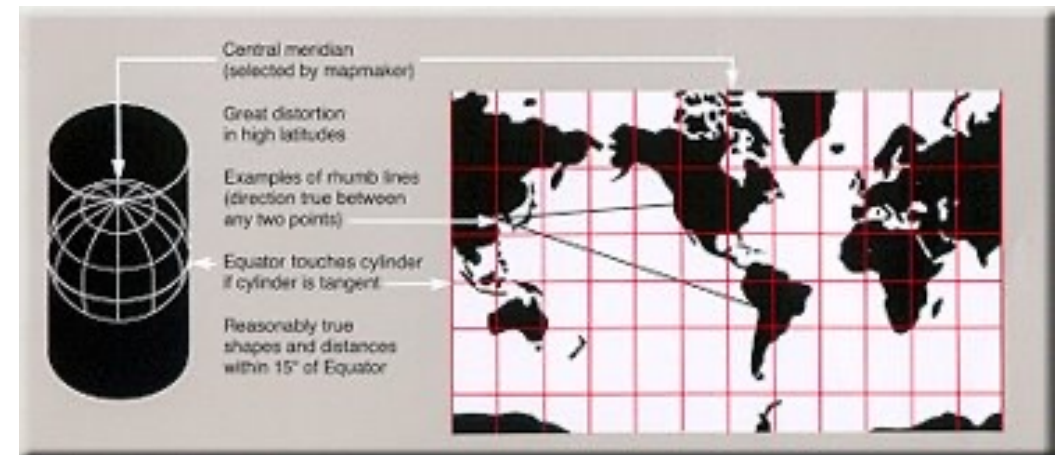 Central meridian
(selected by mapmaker)
Great distortion
in high latitudes
Examples of rhumb lines
(direction true between
any two points)
Equator touches cylinder
if cylinder is tangent
Reasonably true
shapes and distances
within 15° of Equator